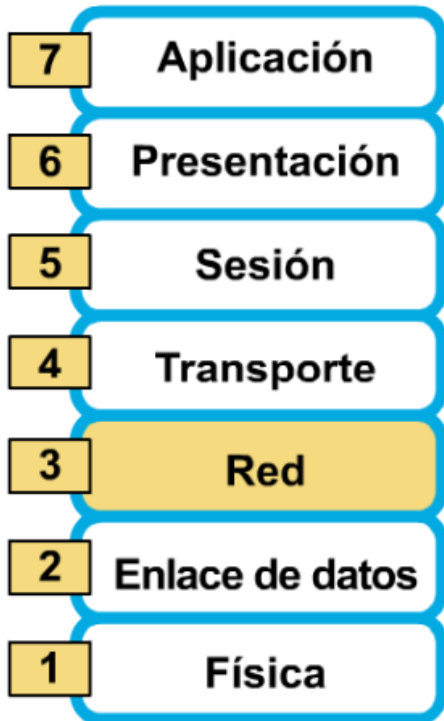 7 Aplicación
6 Presentación
5 Sesión
4 Transporte
3 Red
2 Enlace de datos
1 Física